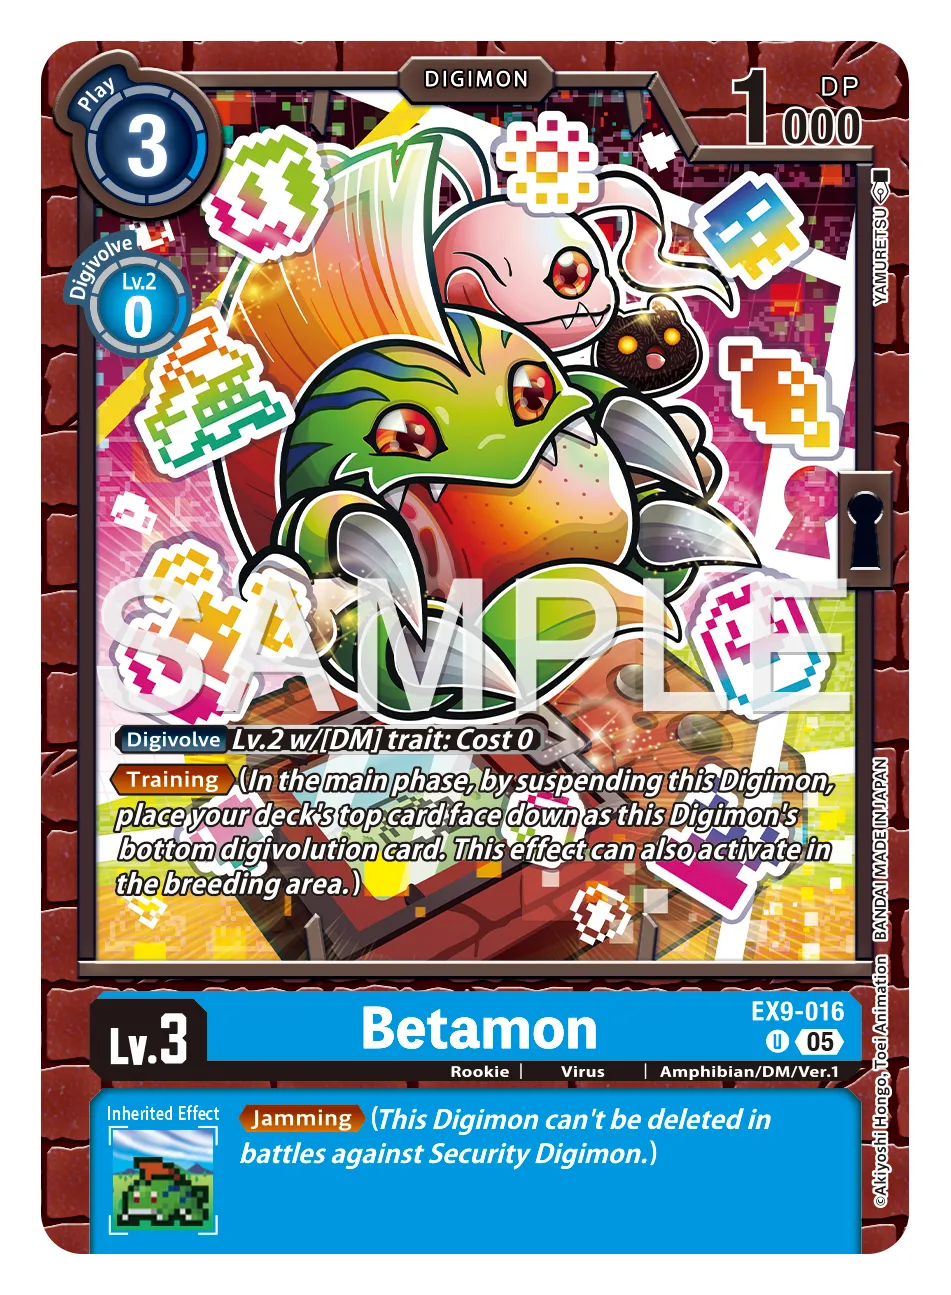 DIGIMON
Play
3
1000
DP
Digivolve
Lv.2
0
YAMURETSU
SAMPLE
Digivolve Lv.2 w/[DM] trait: Cost 0
Training (In the main phase, by suspending this Digimon,
place your deck's top card face down as this Digimon's
bottom digivolution card. This effect can also activate in
the breeding area.)
©Akiyoshi Hongo, Toei Animation BANDAI MADE IN JAPAN
Lv.3
Betamon
EX9-016
U 05
Rookie | Virus | Amphibian/DM/Ver.1
Inherited Effect
Jamming (This Digimon can't be deleted in
battles against Security Digimon.)